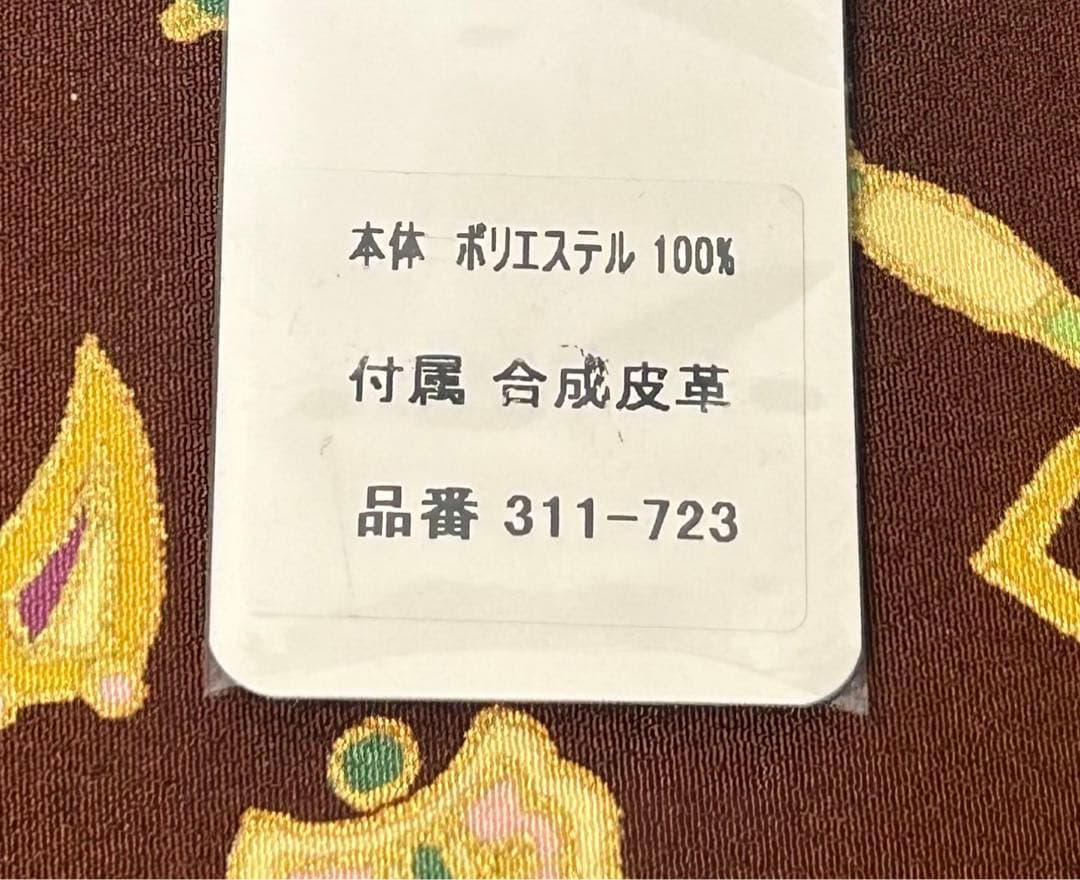 本体 ポリエステル 100%
付属 合成皮革
品番 311-723